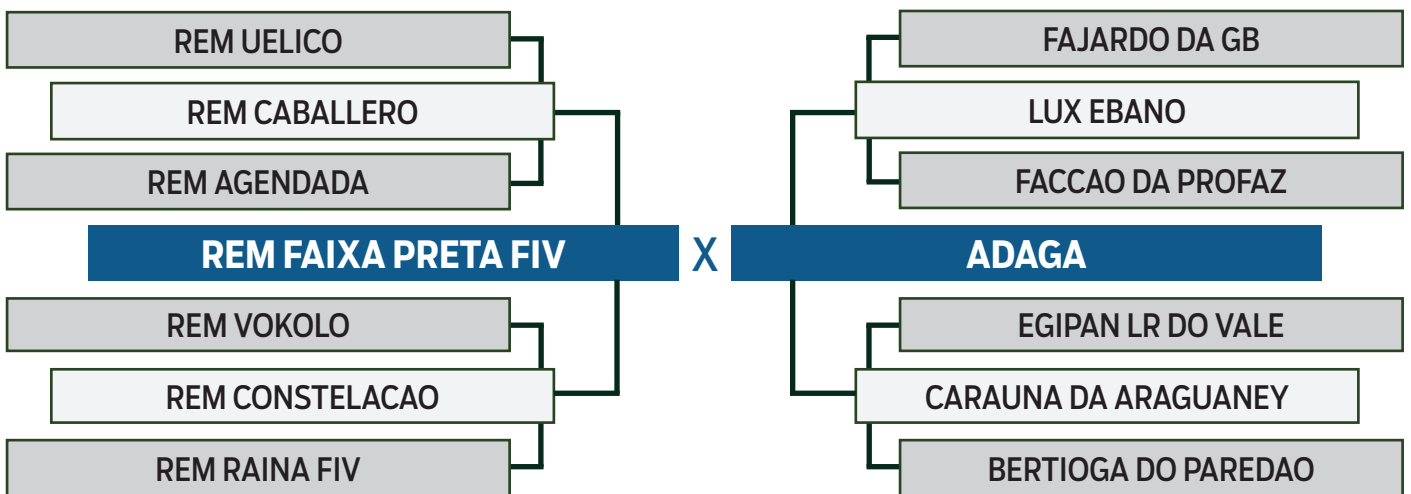 REM UELICO
REM CABALLERO
REM AGENDADA
REM FAIXA PRETA FIV
REM VOKOLO
REM CONSTELACAO
REM RAINA FIV
X
FAJARDO DA GB
LUX EBANO
FACCAO DA PROFAZ
ADAGA
EGIPAN LR DO VALE
CARAUNA DA ARAGUANEY
BERTIOGA DO PAREDAO